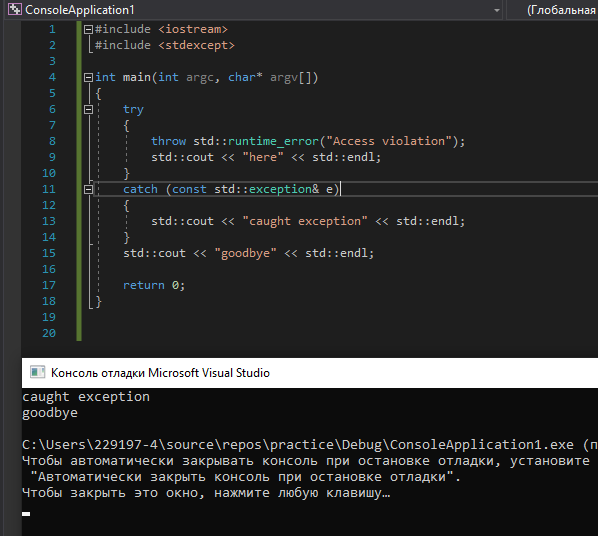 ConsoleApplication1 (Глобальная
1 #include <iostream>
2 #include <stdexcept>
3
4 int main(int argc, char* argv[])
5 {
6 try
7 {
8 throw std::runtime_error("Access violation");
9 std::cout << "here" << std::endl;
10 }
11 catch (const std::exception& e)
12 {
13 std::cout << "caught exception" << std::endl;
14 }
15 std::cout << "goodbye" << std::endl;
16
17 return 0;
18 }
19
20
Консоль отладки Microsoft Visual Studio
caught exception
goodbye
C:\Users\229197-4\source\repos\practice\Debug\ConsoleApplication1.exe (п
Чтобы автоматически закрывать консоль при остановке отладки, установите
"Автоматически закрыть консоль при остановке отладки".
Чтобы закрыть это окно, нажмите любую клавишу…